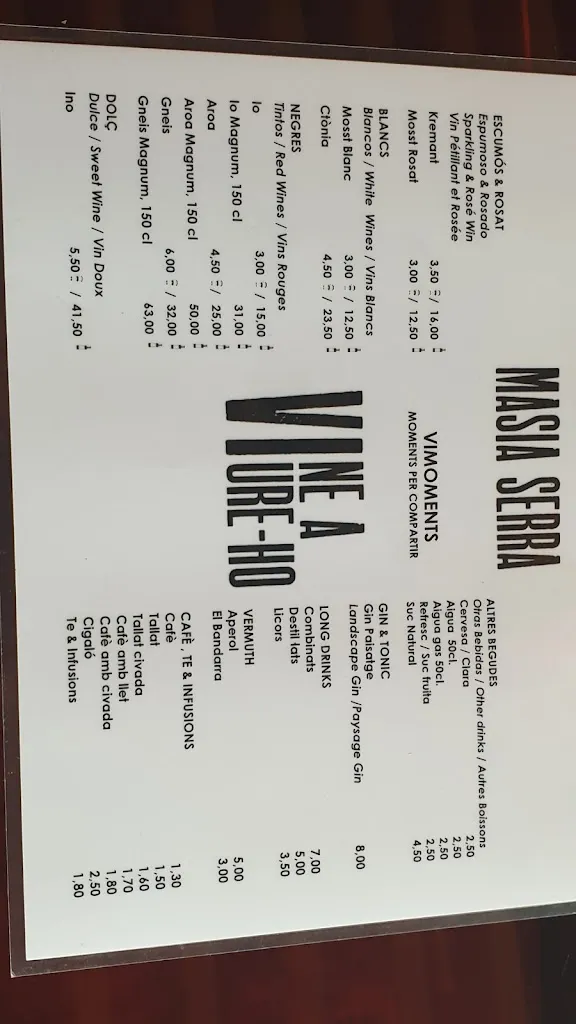 MASIA SERRA
VIMOMENTS
MOMENTS PER COMPARTIR
VINE A
VIURE-HO
ESCUMÓS & ROSAT
Espumoso & Rosado
Sparkling & Rosé Win
Vin Pétillant et Rosée
Kremant 3,50 / 16,00
Mosst Rosat 3,00 / 12,50
BLANCS
Blancos / White Wines / Vins Blancs
Mosst Blanc 3,00 / 12,50
Ctònia 4,50 / 23,50
NEGRES
Tintos / Red Wines / Vins Rouges
Io 3,00 / 15,00
Io Magnum, 150 cl 31,00
Aroa 4,50 / 25,00
Aroa Magnum, 150 cl 50,00
Gneis 6,00 / 32,00
Gneis Magnum, 150 cl 63,00
DOLÇ
Dulce / Sweet Wine / Vin Doux
Ino 5,50 / 41,50
ALTRES BEGUDES
Otras Bebidas / Other drinks / Autres Boissons
Cervesa / Clara 2,50
Aigua 50cl. 2,50
Aigua gas 50cl. 2,50
Refresc / Suc fruita 2,50
Suc Natural 4,50
GIN & TONIC
Gin Paisatge
Landscape Gin /Paysage Gin 8,00
LONG DRINKS
Combinats 7,00
Destil·lats 5,00
Licors 3,50
VERMUTH
Aperol 5,00
El Bandarra 3,00
CAFÈ , TE & INFUSIONS
Cafè 1,30
Tallat 1,50
Tallat civada 1,60
Cafè amb llet 1,70
Cafè amb civada 1,80
Cigaló 2,50
Te & Infusions 1,80